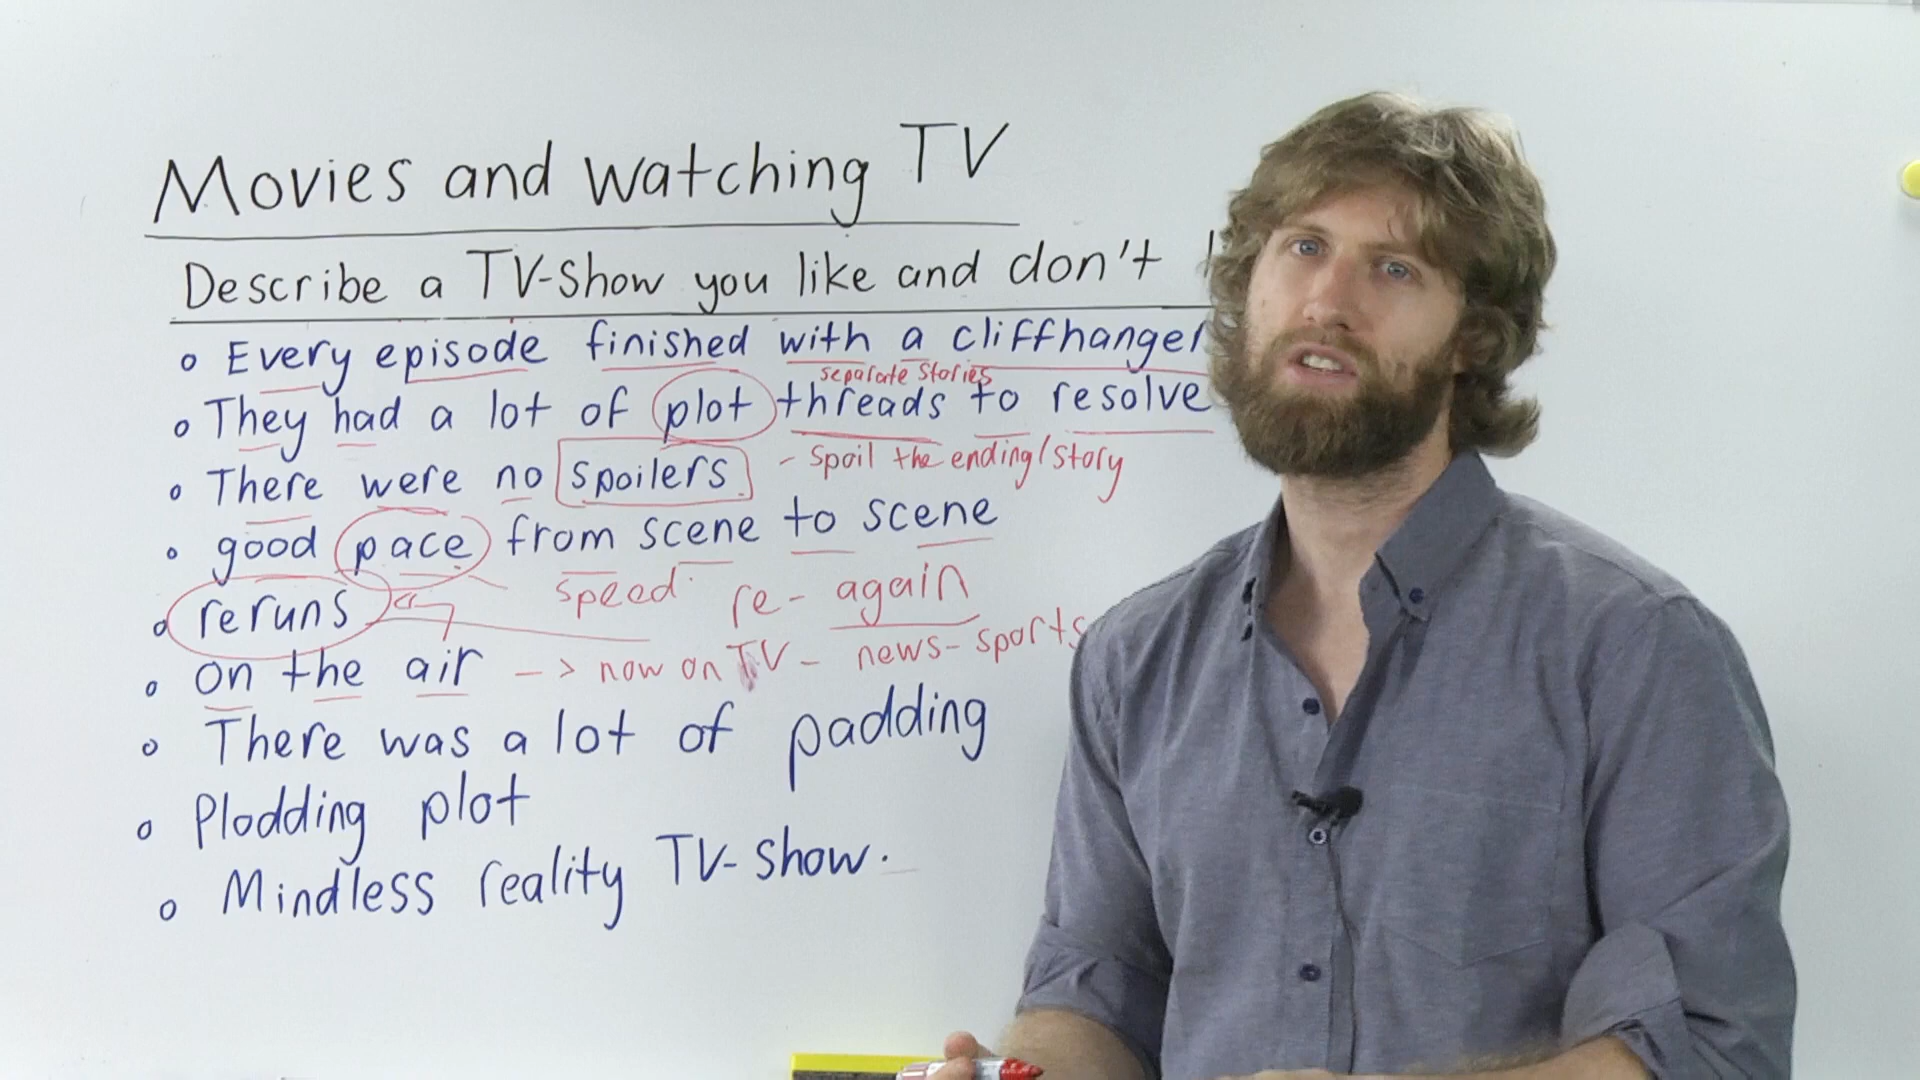 Movies and watching TV
Describe a TV-show you like and don't
Every episode finished with a cliffhanger
separate stories
They had a lot of plot threads to resolve
There were no spoilers - spoil the ending/story
good pace from scene to scene
speed re- again
reruns
on the air -> now on TV - news- sports
There was a lot of padding
Plodding plot
Mindless reality TV-show.